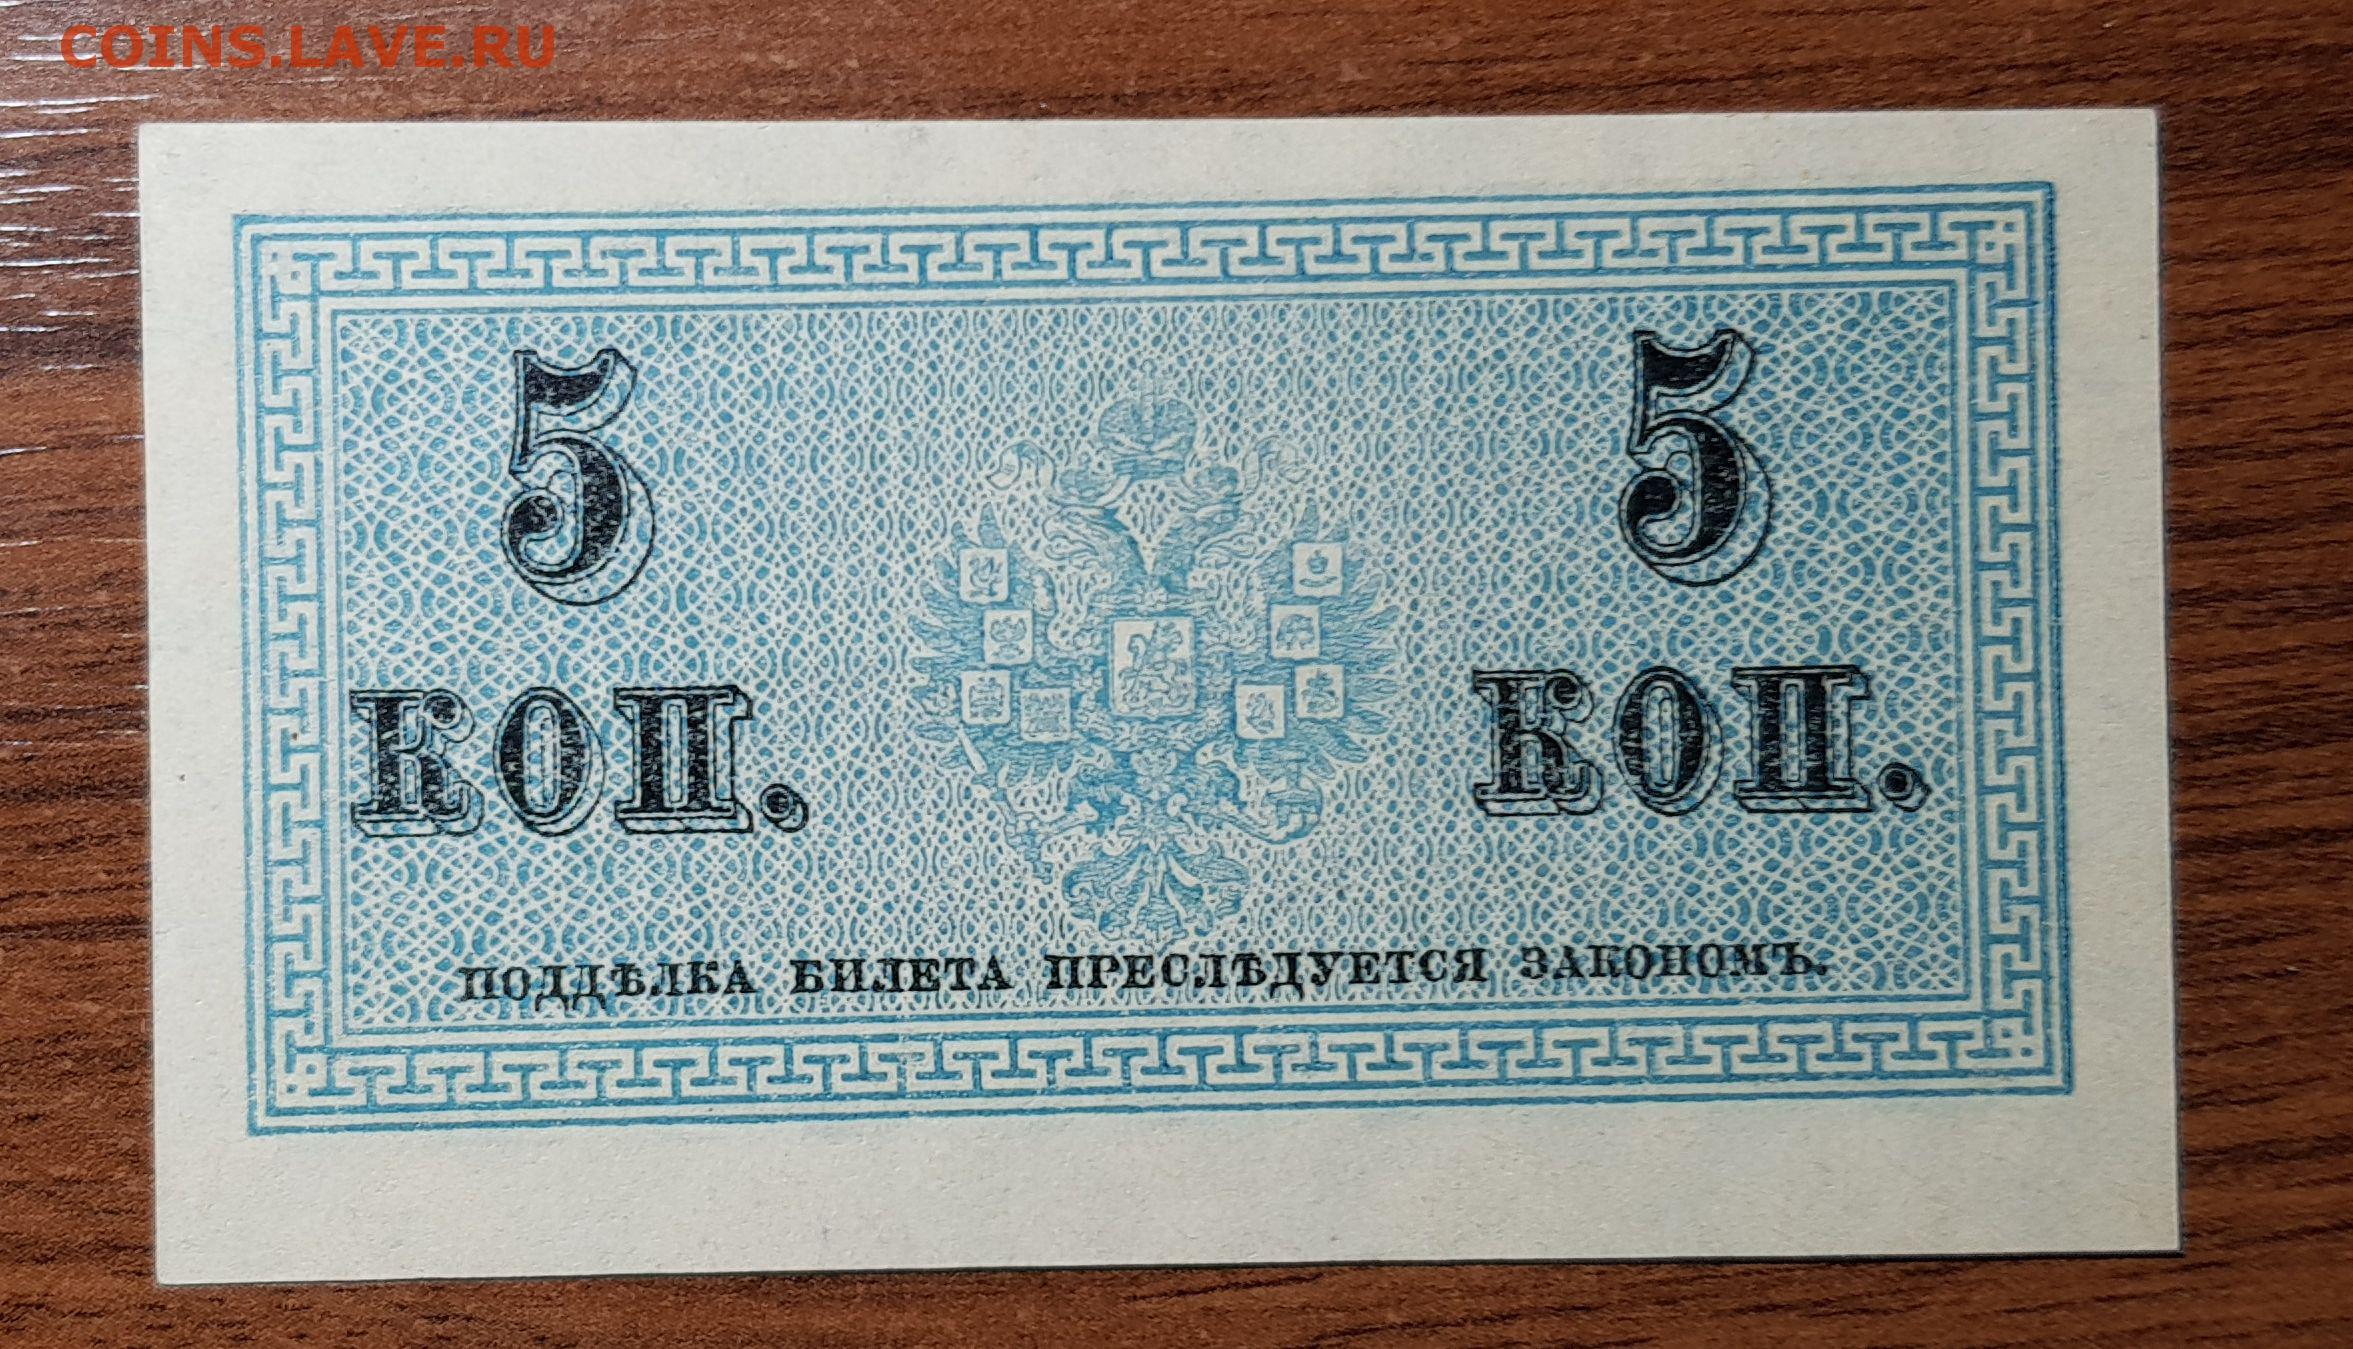 COINS.LAVE.RU
5 5
КОП. КОП.
ПОДДѢЛКА БИЛЕТА ПРЕСЛѢДУЕТСЯ ЗАКОНОМЪ.